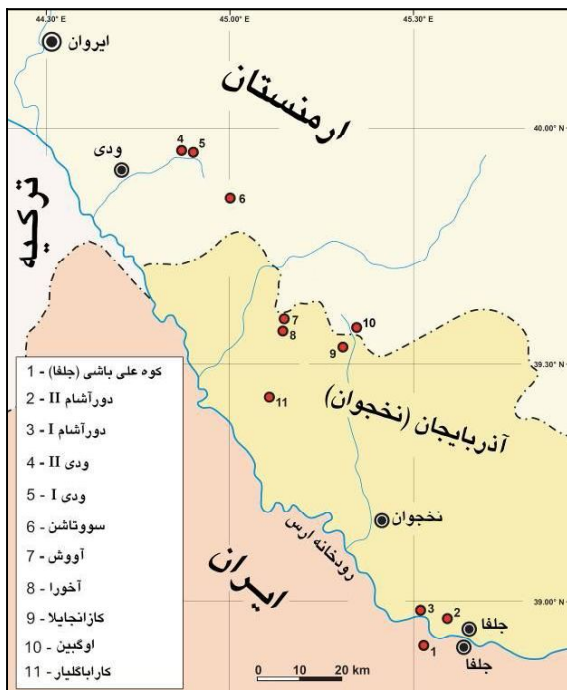 44.30° E
45.00° E
45.30° E
ایروان
ارمنستان
40.00° N
4
5
ودی
6
ترکیه
7
8
10
9
39.30° N
11
آذربایجان (نخجوان)
نخجوان
رودخانه ارس
ایران
39.00° N
3
2
جلفا
1
جلفا
0 10 20 km
1 - کوه علی باشی (جلفا)
2 - دورآشام II
3 - دورآشام I
4 - ودی II
5 - ودی I
6 - سووتاشن
7 - آووش
8 - آخورا
9 - کازانجایلا
10 - اوگبین
11 - کاراباگلیار